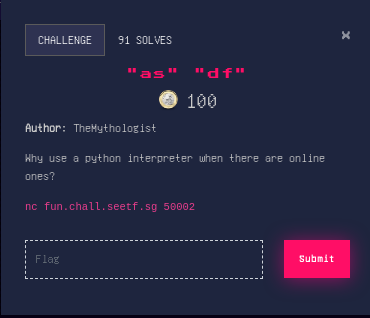 CHALLENGE 91 SOLVES ×
"as" "df"
100
Author: TheMythologist
Why use a python interpreter when there are online
ones?
nc fun.chall.seetf.sg 50002
Flag Submit